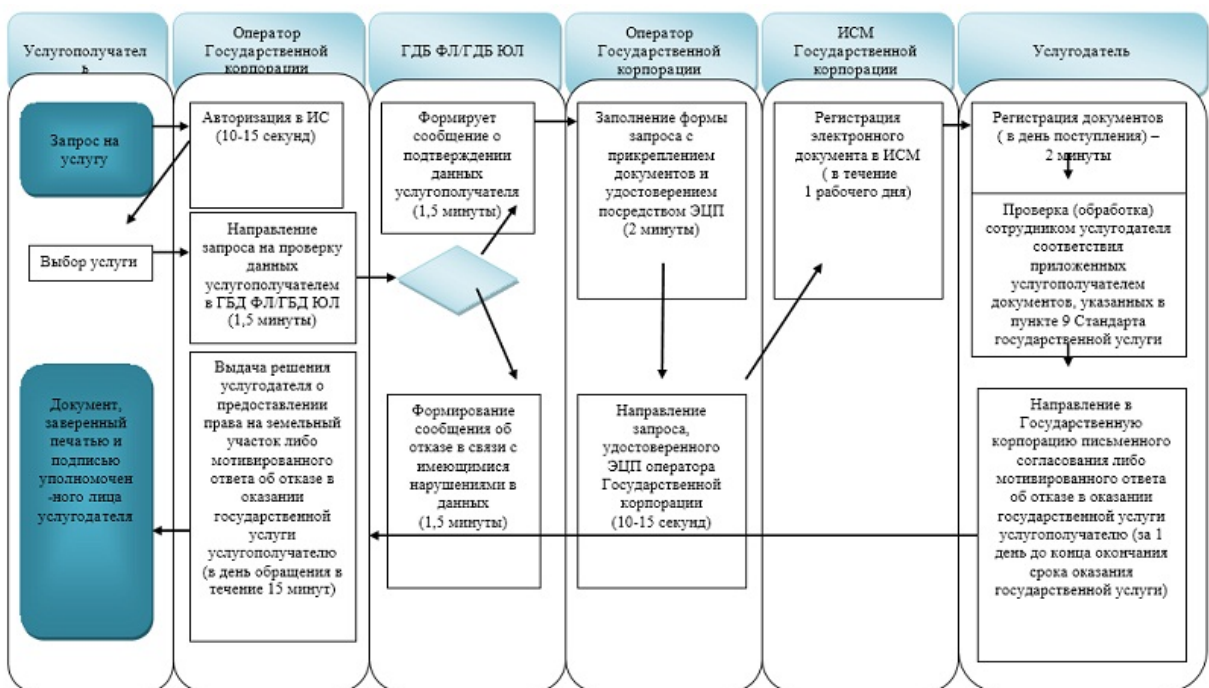 Услугополучател
ь
Оператор
Государственной
корпорации
ГДБ ФЛ/ГДБ ЮЛ
Оператор
Государственной
корпорации
ИСМ
Государственной
корпорации
Услугодатель
Запрос на
услугу
Выбор услуги
Документ,
заверенный
печатью и
подписью
уполномочен
-ного лица
услугодателя
Авторизация в ИС
(10-15 секунд)
Направление
запроса на проверку
данных
услугополучателем
в ГБД ФЛ/ГБД ЮЛ
(1,5 минуты)
Выдача решения
услугодателя о
предоставлении
права на земельный
участок либо
мотивированного
ответа об отказе в
оказании
государственной
услуги
услугополучателю
(в день обращения в
течение 15 минут)
Формирует
сообщение о
подтверждении
данных
услугополучателя
(1,5 минуты)
Формирование
сообщения об
отказе в связи с
имеющимися
нарушениями в
данных
(1,5 минуты)
Заполнение формы
запроса с
прикреплением
документов и
удостоверением
посредством ЭЦП
(2 минуты)
Направление
запроса,
удостоверенного
ЭЦП оператора
Государственной
корпорации
(10-15 секунд)
Регистрация
электронного
документа в ИСМ
( в течение
1 рабочего дня)
Регистрация документов
( в день поступления) –
2 минуты
Проверка (обработка)
сотрудником услугодателя
соответствия
приложенных
услугополучателем
документов, указанных в
пункте 9 Стандарта
государственной услуги
Направление в
Государственную
корпорацию письменного
согласования либо
мотивированного ответа
об отказе в оказании
государственной услуги
услугополучателю (за 1
день до конца окончания
срока оказания
государственной услуги)